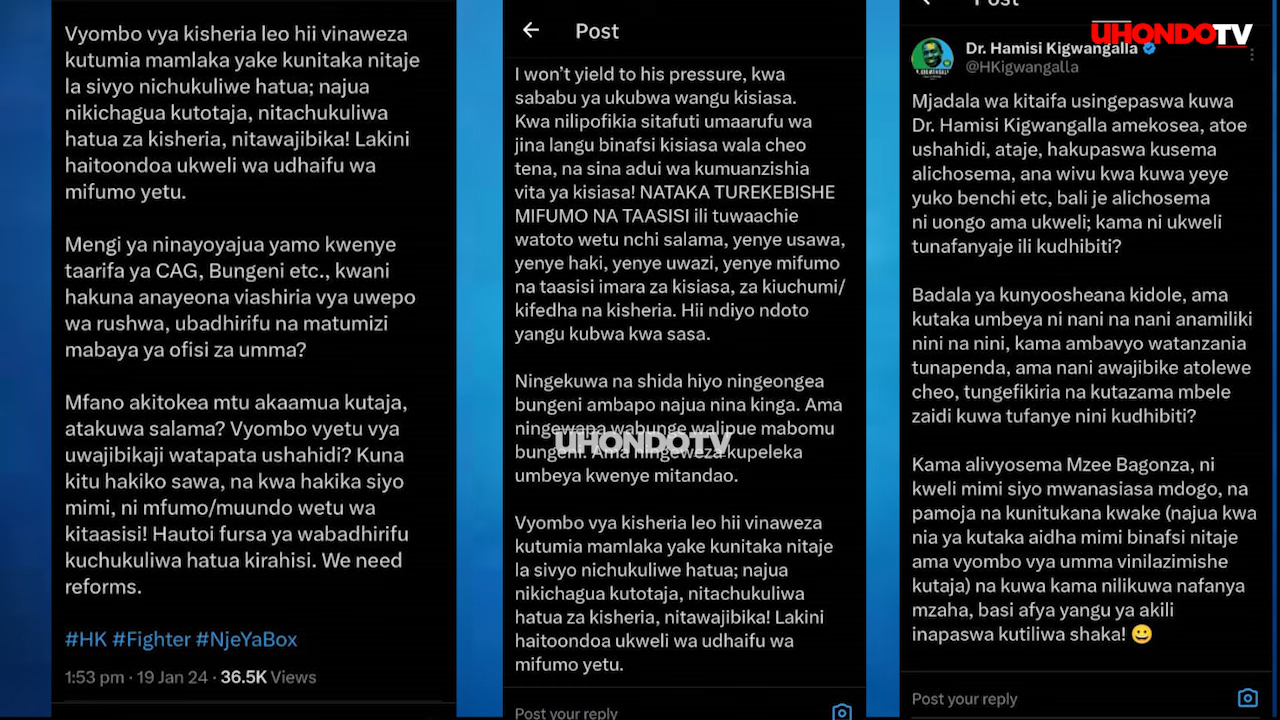 Vyombo vya kisheria leo hii vinaweza
kutumia mamlaka yake kunitaka nitaje
la sivyo nichukuliwe hatua; najua
nikichagua kutotaja, nitachukuliwa
hatua za kisheria, nitawajibika! Lakini
haitoondoa ukweli wa udhaifu wa
mifumo yetu.
Mengi ya ninayoyajua yamo kwenye
taarifa ya CAG, Bungeni etc., kwani
hakuna anayeona viashiria vya uwepo
wa rushwa, ubadhirifu na matumizi
mabaya ya ofisi za umma?
Mfano akitokea mtu akaamua kutaja,
atakuwa salama? Vyombo vyetu vya
uwajibikaji watapata ushahidi? Kuna
kitu hakiko sawa, na kwa hakika siyo
mimi, ni mfumo/muundo wetu wa
kitaasisi! Hautoi fursa ya wabadhirifu
kuchukuliwa hatua kirahisi. We need
reforms.
#HK #Fighter #NjeYaBox
1:53 pm · 19 Jan 24 · 36.5K Views
Post
I won't yield to his pressure, kwa
sababu ya ukubwa wangu kisiasa.
Kwa nilipofikia sitafuti umaarufu wa
jina langu binafsi kisiasa wala cheo
tena, na sina adui wa kumuanzishia
vita ya kisiasa! NATAKA TUREKEBISHE
MIFUMO NA TAASISI ili tuwaachie
watoto wetu nchi salama, yenye usawa,
yenye haki, yenye uwazi, yenye mifumo
na taasisi imara za kisiasa, za kiuchumi/
kifedha na kisheria. Hii ndiyo ndoto
yangu kubwa kwa sasa.
Ningekuwa na shida hiyo ningeongea
bungeni ambapo najua nina kinga. Ama
ningewapa wabunge walipue mabomu
bungeni. Ama ningeweza kupeleka
umbeya kwenye mitandao.
UHONDOTV
Vyombo vya kisheria leo hii vinaweza
kutumia mamlaka yake kunitaka nitaje
la sivyo nichukuliwe hatua; najua
nikichagua kutotaja, nitachukuliwa
hatua za kisheria, nitawajibika! Lakini
haitoondoa ukweli wa udhaifu wa
mifumo yetu.
Post your reply
Post
UHONDOTV
Dr. Hamisi Kigwangalla
@HKigwangalla
Mjadala wa kitaifa usingepaswa kuwa
Dr. Hamisi Kigwangalla amekosea, atoe
ushahidi, ataje, hakupaswa kusema
alichosema, ana wivu kwa kuwa yeye
yuko benchi etc, bali je alichosema
ni uongo ama ukweli; kama ni ukweli
tunafanyaje ili kudhibiti?
Badala ya kunyoosheana kidole, ama
kutaka umbeya ni nani na nani anamiliki
nini na nini, kama ambavyo watanzania
tunapenda, ama nani awajibike atolewe
cheo, tungefikiria na kutazama mbele
zaidi kuwa tufanye nini kudhibiti?
Kama alivyosema Mzee Bagonza, ni
kweli mimi siyo mwanasiasa mdogo, na
pamoja na kunitukana kwake (najua kwa
nia ya kutaka aidha mimi binafsi nitaje
ama vyombo vya umma vinilazimishe
kutaja) na kuwa kama nilikuwa nafanya
mzaha, basi afya yangu ya akili
inapaswa kutiliwa shaka! 😀
Post your reply